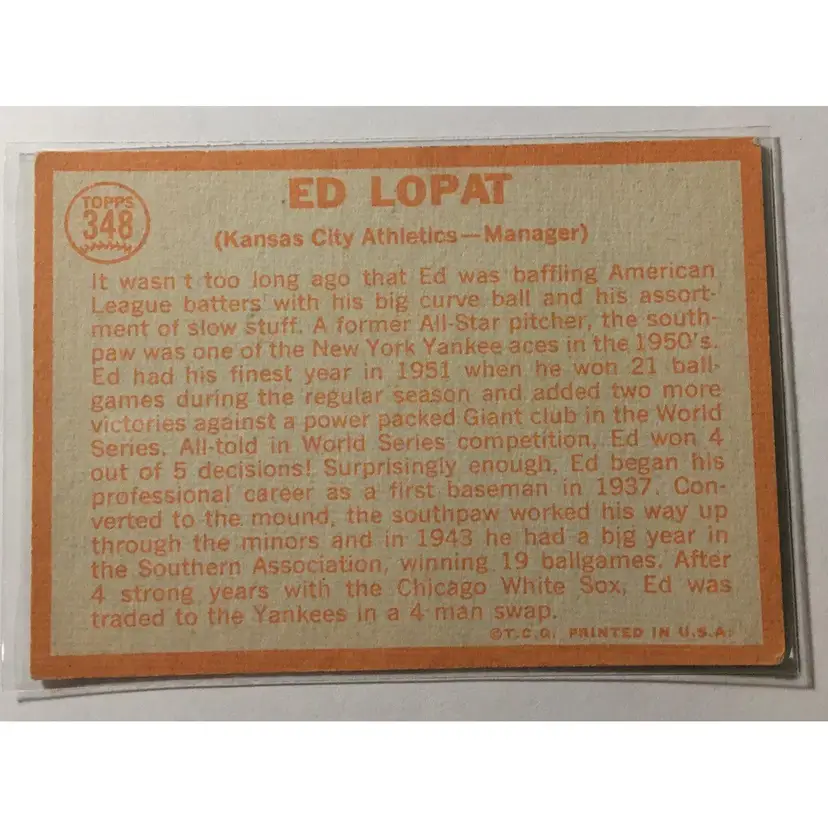 TOPPS
348
ED LOPAT
(Kansas City Athletics—Manager)
It wasn't too long ago that Ed was baffling American
League batters with his big curve ball and his assort-
ment of slow stuff. A former All-Star pitcher, the south-
paw was one of the New York Yankee aces in the 1950's.
Ed had his finest year in 1951 when he won 21 ball-
games during the regular season and added two more
victories against a power packed Giant club in the World
Series. All-told in World Series competition, Ed won 4
out of 5 decisions! Surprisingly enough, Ed began his
professional career as a first baseman in 1937. Con-
verted to the mound, the southpaw worked his way up
through the minors and in 1943 he had a big year in
the Southern Association, winning 19 ballgames. After
4 strong years with the Chicago White Sox, Ed was
traded to the Yankees in a 4-man swap.
©T.C.G. PRINTED IN U.S.A.